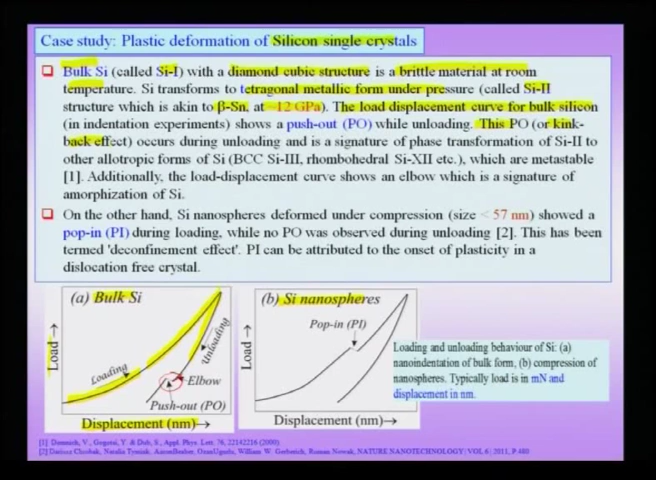 Case study: Plastic deformation of Silicon single crystals
Bulk Si (called Si-I) with a diamond cubic structure is a brittle material at room
temperature. Si transforms to tetragonal metallic form under pressure (called Si-II
structure which is akin to β-Sn, at ~12 GPa). The load displacement curve for bulk silicon
(in indentation experiments) shows a push-out (PO) while unloading. This PO (or kink-
back effect) occurs during unloading and is a signature of phase transformation of Si-II to
other allotropic forms of Si (BCC Si-III, rhombohedral Si-XII etc.), which are metastable
[1]. Additionally, the load-displacement curve shows an elbow which is a signature of
amorphization of Si.
On the other hand, Si nanospheres deformed under compression (size < 57 nm) showed a
pop-in (PI) during loading, while no PO was observed during unloading [2]. This has been
termed 'deconfinement effect'. PI can be attributed to the onset of plasticity in a
dislocation free crystal.
(a) Bulk Si
Load →
Loading
Unloading
Elbow
Push-out (PO)
Displacement (nm)→
(b) Si nanospheres
Load →
Pop-in (PI)
Displacement (nm)→
Loading and unloading behaviour of Si: (a)
nanoindentation of bulk form, (b) compression of
nanospheres. Typically load is in mN and
displacement in nm.
[1] V., Gogotsi, Y. & Dub, S., Appl. Phys. Lett. 76, (2000).
[2] Dariusz Chrobak, Natalia Tymiak, William W. Gerberich, Roman Nowak, NATURE NANOTECHNOLOGY | VOL 6 | 2011, P 480